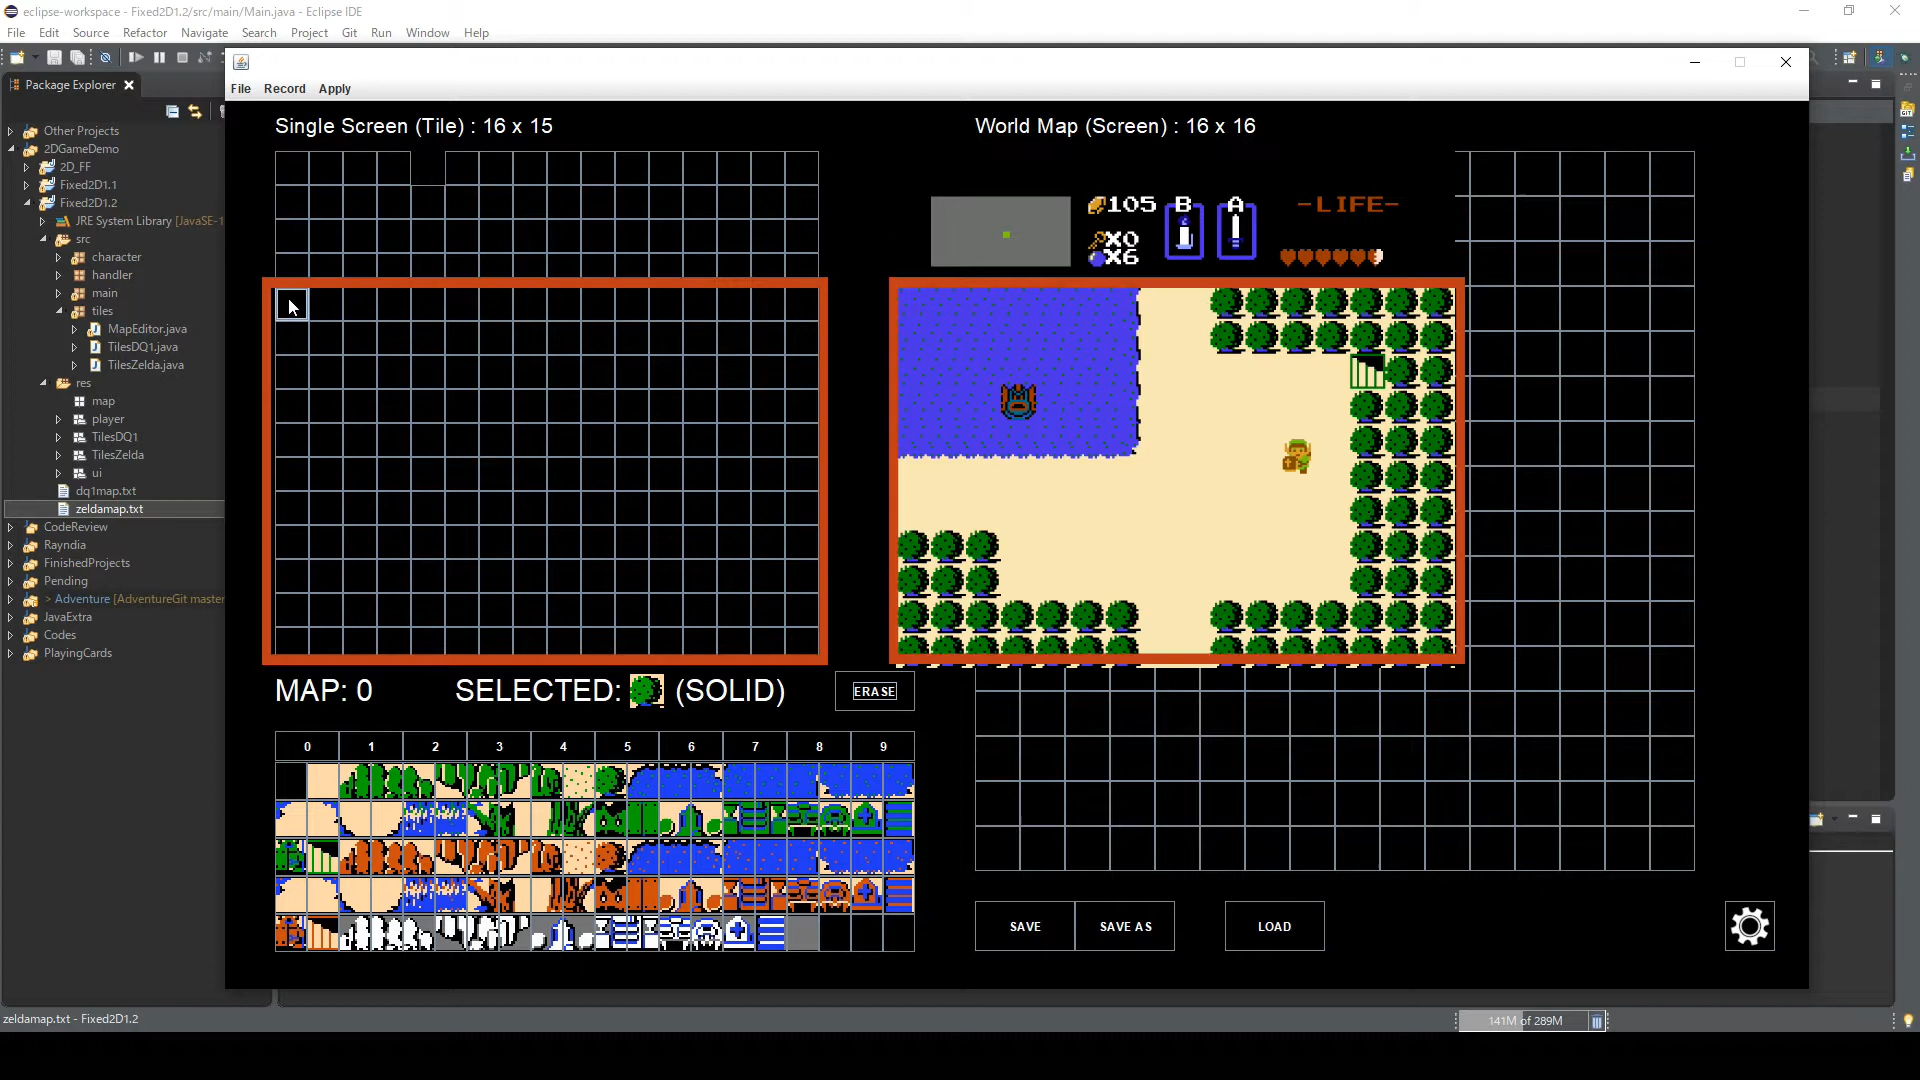 eclipse-workspace - Fixed2D1.2/src/main/Main.java - Eclipse IDE
File Edit Source Refactor Navigate Search Project Git Run Window Help
Package Explorer
File Record Apply
Single Screen (Tile) : 16 x 15
World Map (Screen) : 16 x 16
Other Projects
2DGameDemo
2D_FF
Fixed2D1.1
Fixed2D1.2
JRE System Library [JavaSE-1
src
character
handler
main
tiles
MapEditor.java
TilesDQ1.java
TilesZelda.java
res
map
player
TilesDQ1
TilesZelda
ui
dq1map.txt
zeldamap.txt
CodeReview
Rayndia
FinishedProjects
Pending
> Adventure [AdventureGit master
JavaExtra
Codes
PlayingCards
105 B A -LIFE-
X0
X6
MAP: 0 SELECTED: (SOLID) ERASE
0 1 2 3 4 5 6 7 8 9
SAVE SAVE AS LOAD
zeldamap.txt - Fixed2D1.2
141M of 289M